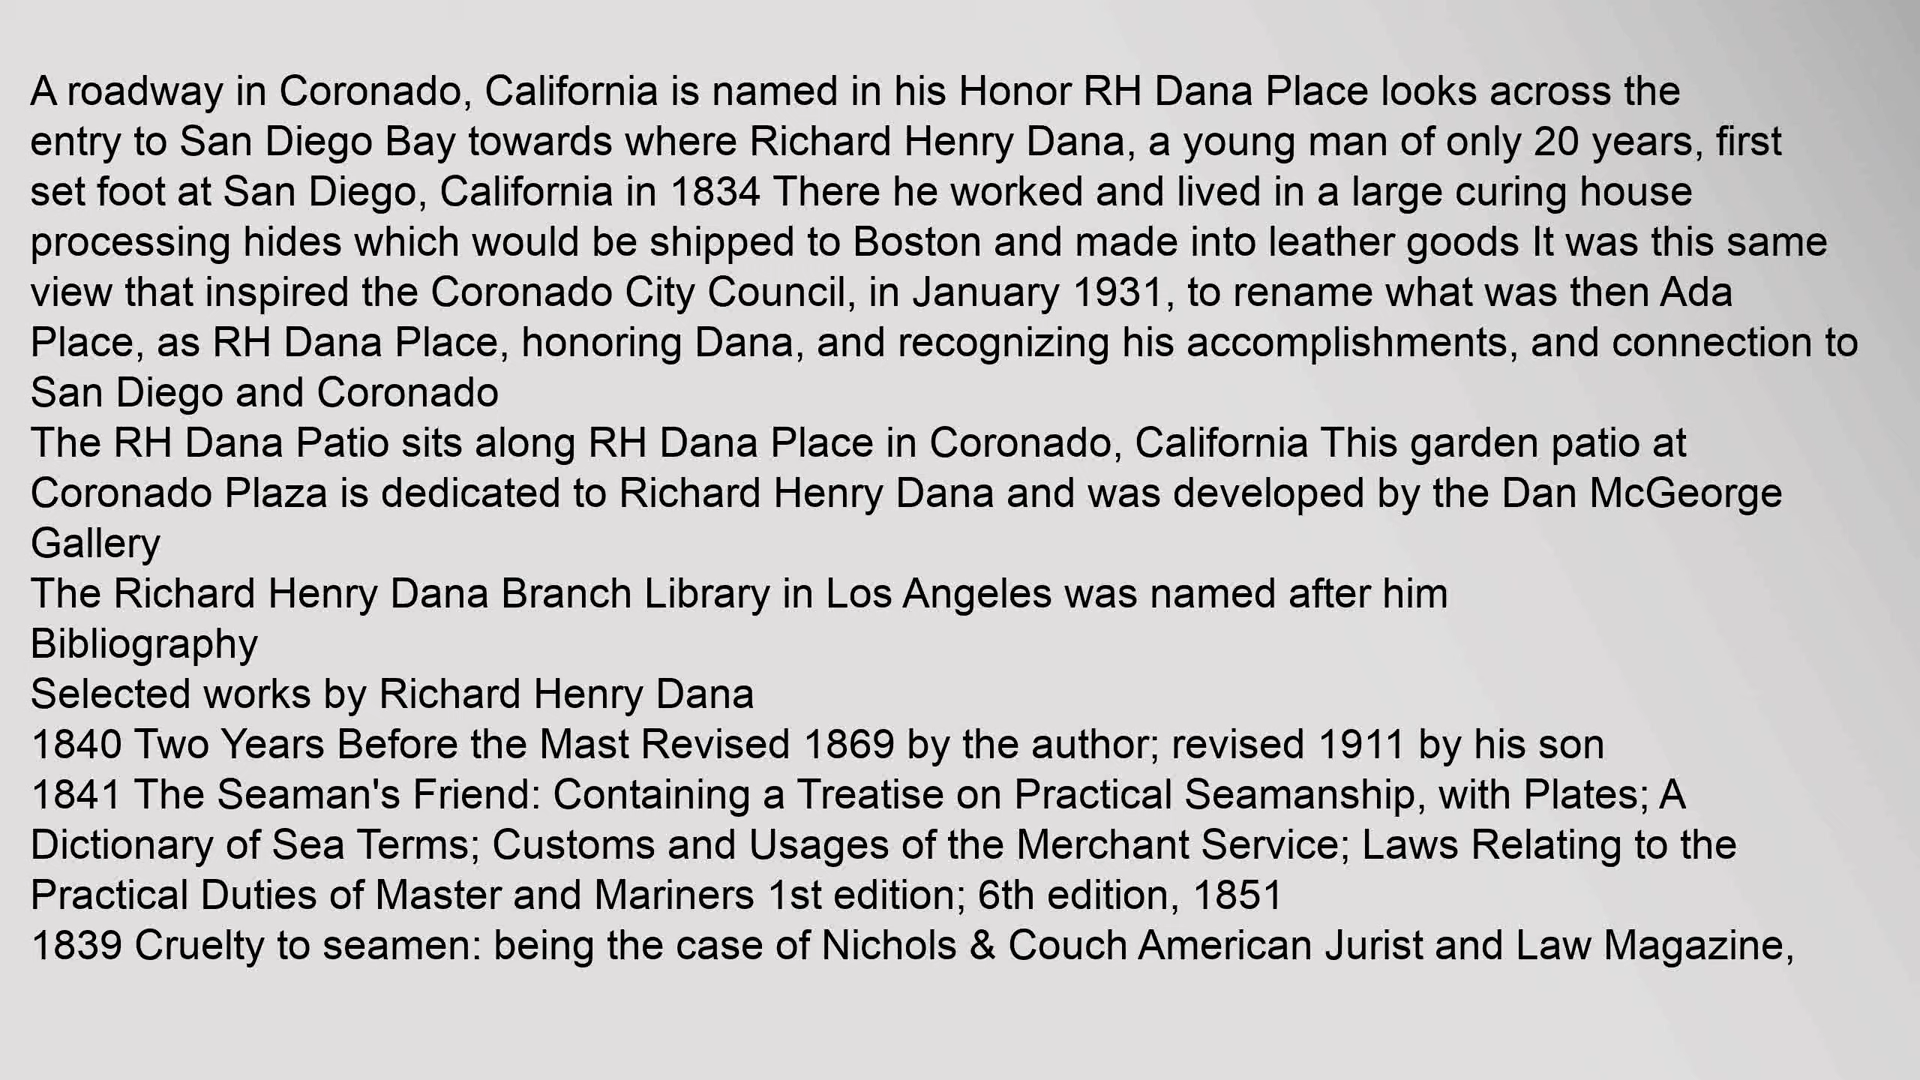 A roadway in Coronado, California is named in his Honor RH Dana Place looks across the
entry to San Diego Bay towards where Richard Henry Dana, a young man of only 20 years, first
set foot at San Diego, California in 1834 There he worked and lived in a large curing house
processing hides which would be shipped to Boston and made into leather goods It was this same
view that inspired the Coronado City Council, in January 1931, to rename what was then Ada
Place, as RH Dana Place, honoring Dana, and recognizing his accomplishments, and connection to
San Diego and Coronado
The RH Dana Patio sits along RH Dana Place in Coronado, California This garden patio at
Coronado Plaza is dedicated to Richard Henry Dana and was developed by the Dan McGeorge
Gallery
The Richard Henry Dana Branch Library in Los Angeles was named after him
Bibliography
Selected works by Richard Henry Dana
1840 Two Years Before the Mast Revised 1869 by the author; revised 1911 by his son
1841 The Seaman's Friend: Containing a Treatise on Practical Seamanship, with Plates; A
Dictionary of Sea Terms; Customs and Usages of the Merchant Service; Laws Relating to the
Practical Duties of Master and Mariners 1st edition; 6th edition, 1851
1839 Cruelty to seamen: being the case of Nichols & Couch American Jurist and Law Magazine,